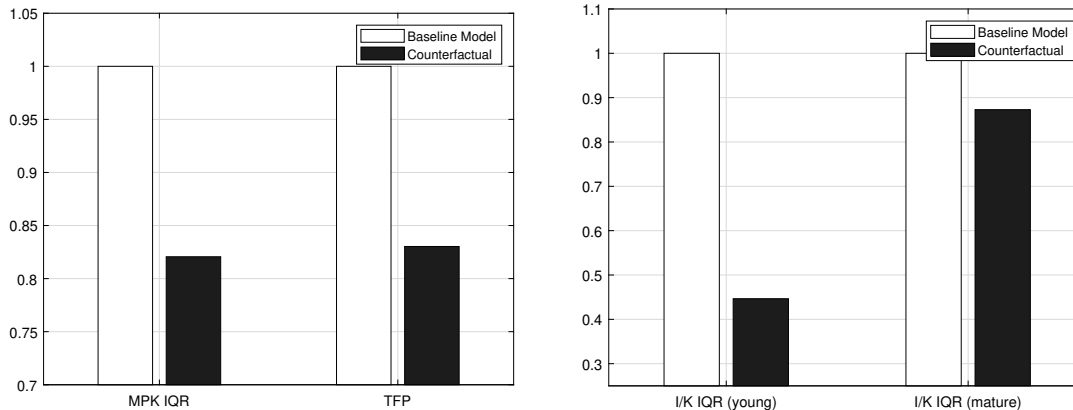 1.05
1
0.95
0.9
0.85
0.8
0.75
0.7
MPK IQR
TFP
Baseline Model
Counterfactual
1.1
1
0.9
0.8
0.7
0.6
0.5
0.4
0.3
I/K IQR (young)
I/K IQR (mature)
Baseline Model
Counterfactual